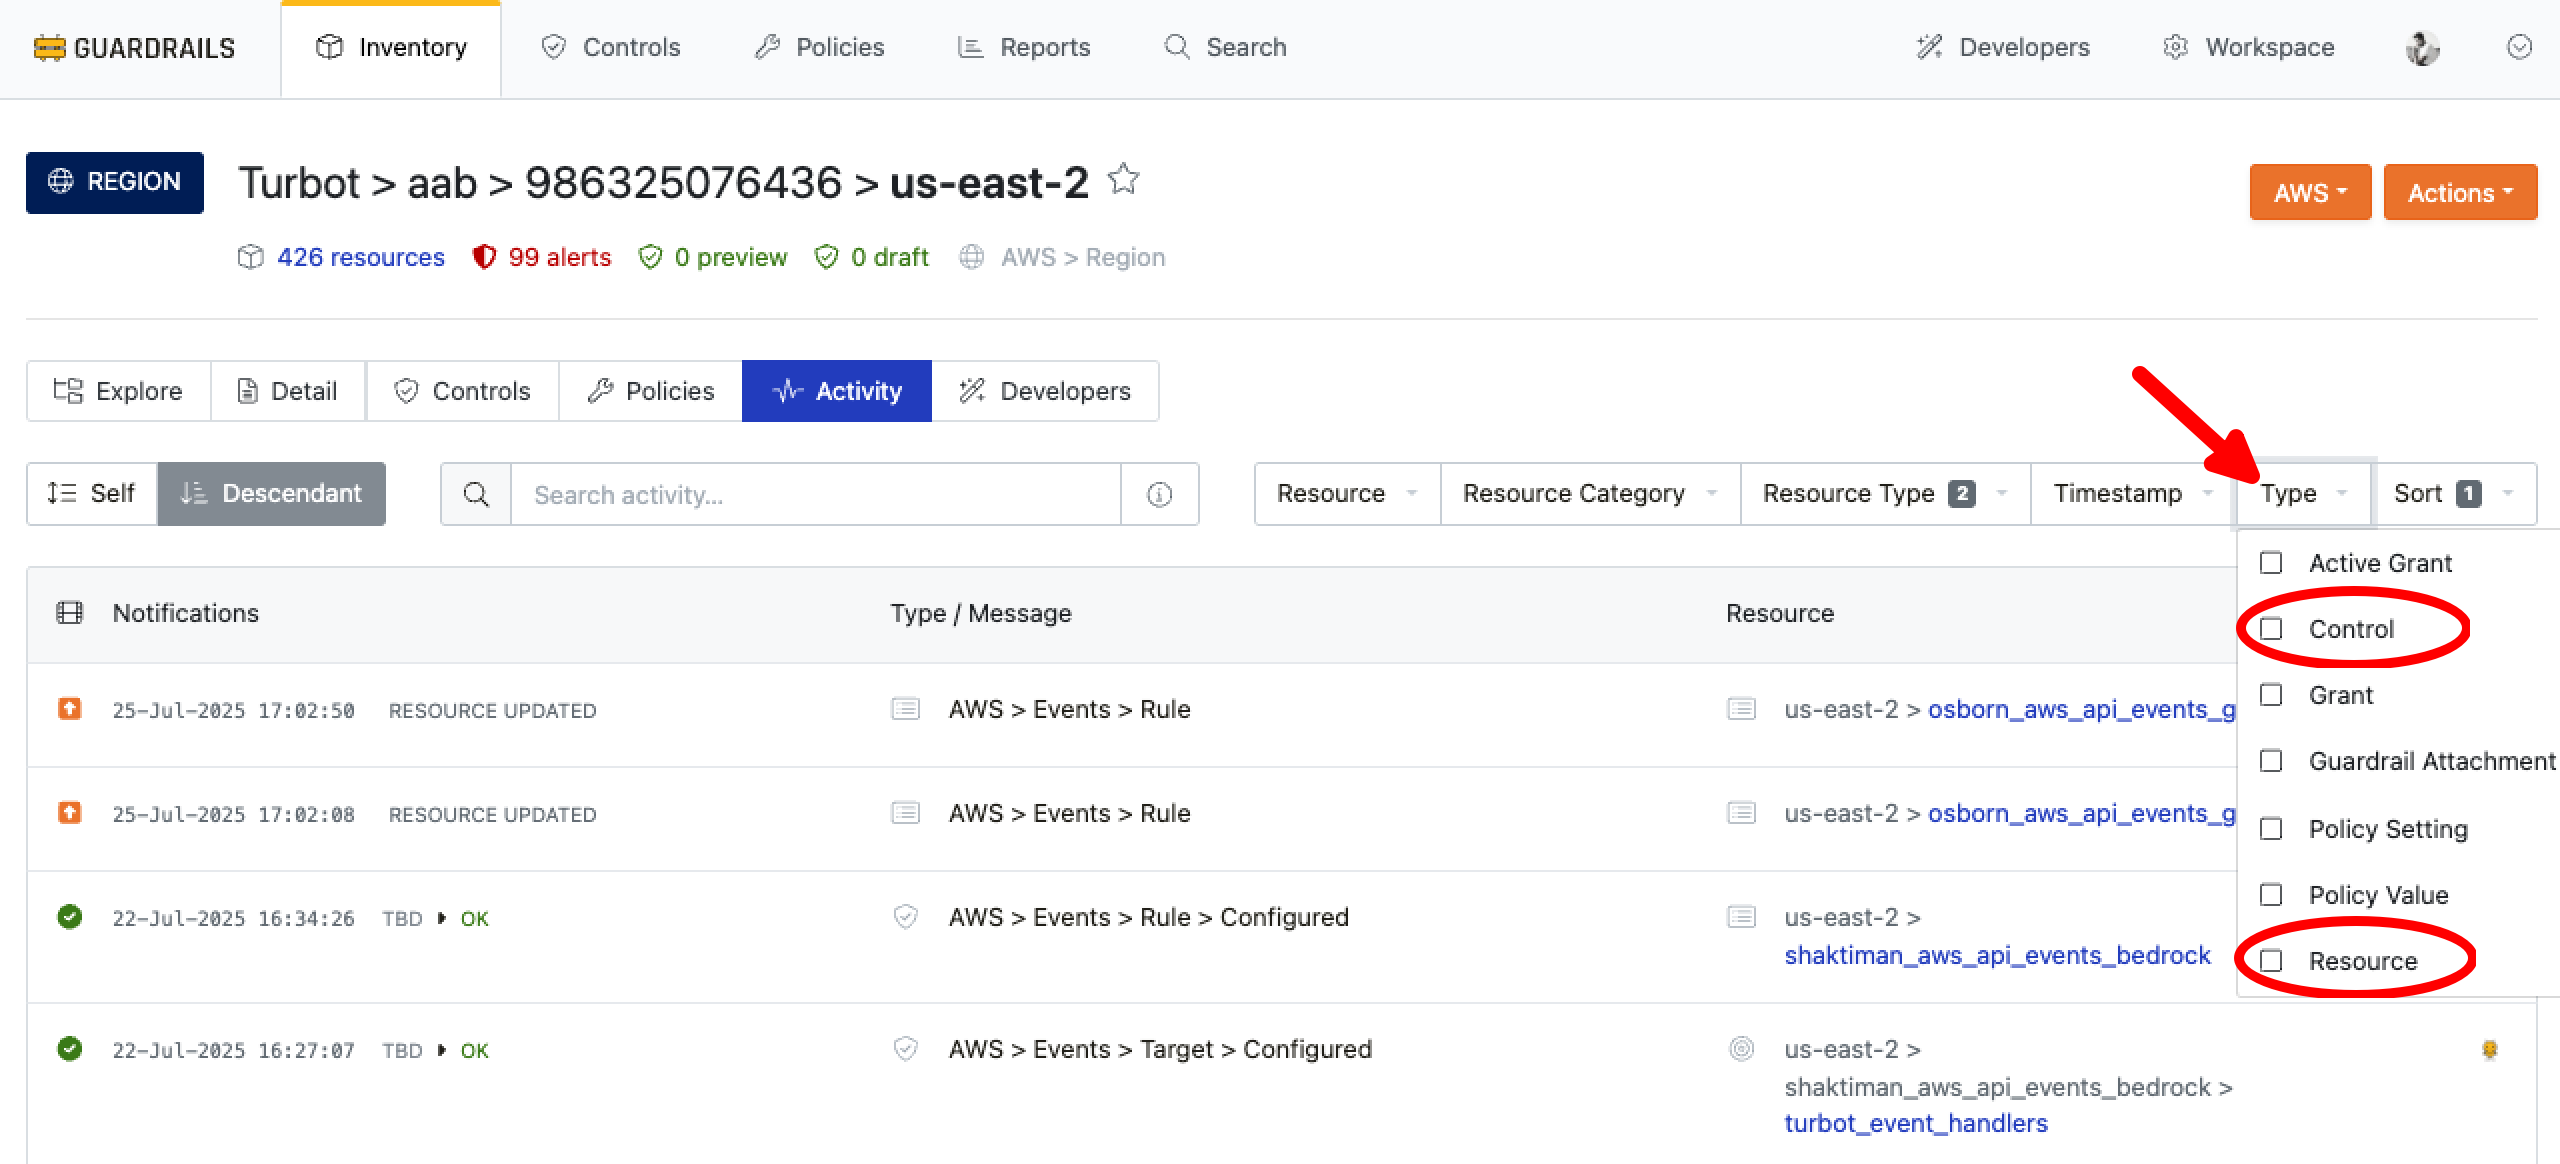 GUARDRAILS Inventory Controls Policies Reports Search Developers Workspace
REGION Turbot > aab > 986325076436 > us-east-2 AWS Actions
426 resources 99 alerts 0 preview 0 draft AWS > Region
Explore Detail Controls Policies Activity Developers
Self Descendant Search activity... Resource Resource Category Resource Type 2 Timestamp Type Sort 1
Active Grant
Control
Grant
Guardrail Attachment
Policy Setting
Policy Value
Resource
Notifications Type / Message Resource
25-Jul-2025 17:02:50 RESOURCE UPDATED AWS > Events > Rule us-east-2 > osborn_aws_api_events_g
25-Jul-2025 17:02:08 RESOURCE UPDATED AWS > Events > Rule us-east-2 > osborn_aws_api_events_g
22-Jul-2025 16:34:26 TBD OK AWS > Events > Rule > Configured us-east-2 >
shaktiman_aws_api_events_bedrock
22-Jul-2025 16:27:07 TBD OK AWS > Events > Target > Configured us-east-2 >
shaktiman_aws_api_events_bedrock >
turbot_event_handlers